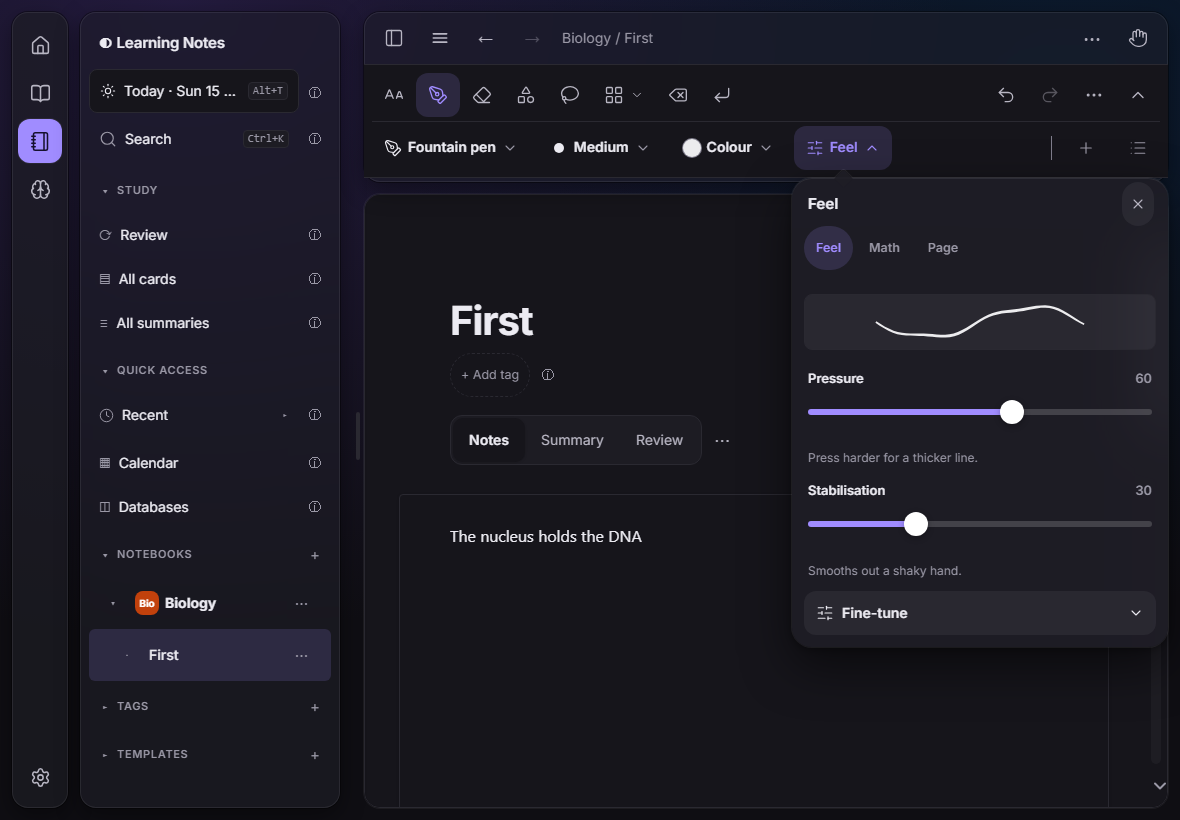 Learning Notes
Today · Sun 15 ... Alt+T
Search Ctrl+K
STUDY
Review
All cards
All summaries
QUICK ACCESS
Recent
Calendar
Databases
NOTEBOOKS
Bio Biology
First
TAGS
TEMPLATES
Biology / First
AA
Fountain pen
Medium
Colour
Feel
First
+ Add tag
Notes Summary Review
The nucleus holds the DNA
Feel
Feel Math Page
Pressure 60
Press harder for a thicker line.
Stabilisation 30
Smooths out a shaky hand.
Fine-tune